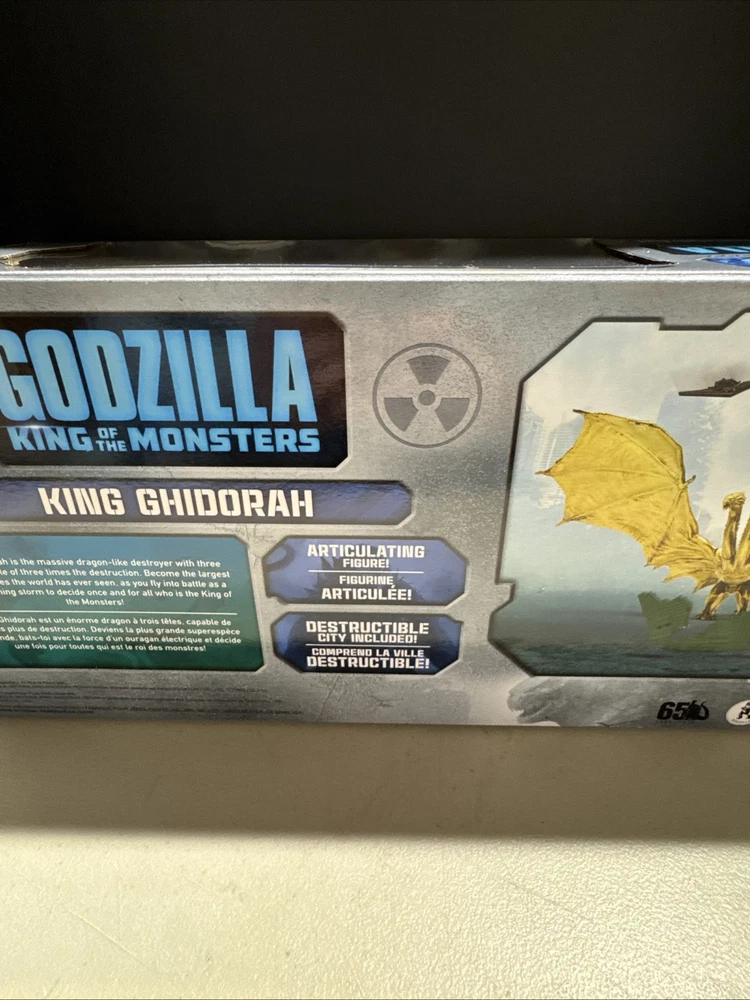 GODZILLA
KING OF THE MONSTERS
KING GHIDORAH
is the massive dragon-like destroyer with three
of three times the destruction. Become the largest
the world has ever seen, as you fly into battle as a
storm to decide once and for all who is the King of
the Monsters!
Ghidorah est un énorme dragon à trois têtes, capable de
plus de destruction. Deviens la plus grande superespèce
bats-toi avec la force d'un ouragan électrique et décide
une fois pour toutes qui est le roi des monstres!
ARTICULATING
FIGURE!
FIGURINE
ARTICULÉE!
DESTRUCTIBLE
CITY INCLUDED!
COMPREND LA VILLE
DESTRUCTIBLE!
65